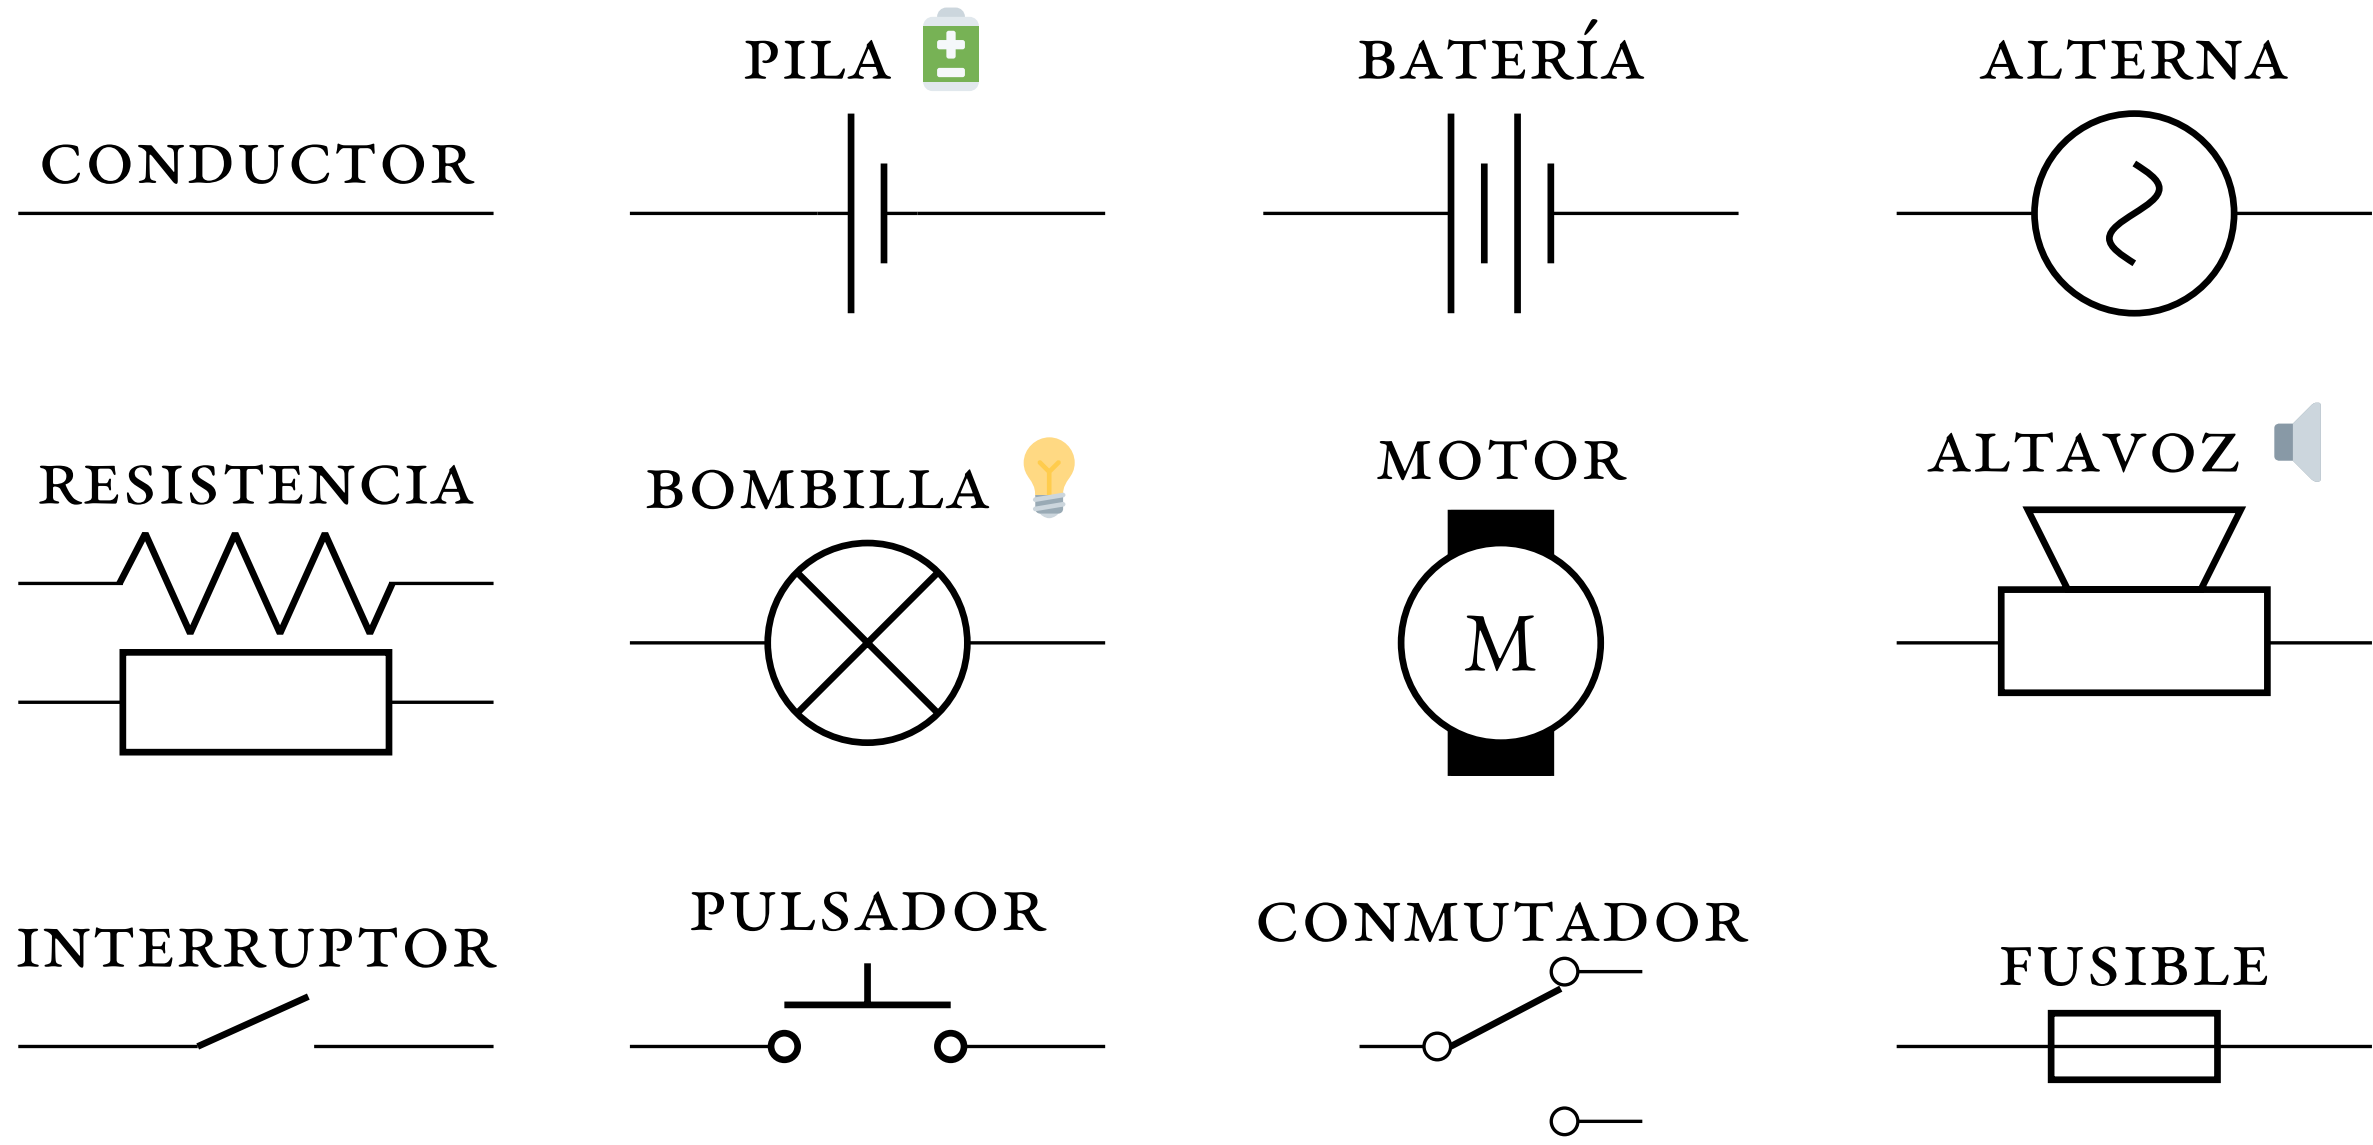 PILA
BATERÍA
ALTERNA
CONDUCTOR
RESISTENCIA
BOMBILLA
MOTOR
ALTAVOZ
M
INTERRUPTOR
PULSADOR
CONMUTADOR
FUSIBLE